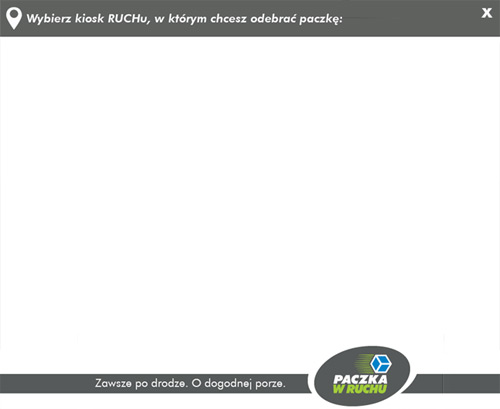 Wybierz kiosk RUCHu, w którym chcesz odebrać paczkę:
X
Zawsze po drodze. O dogodnej porze.
PACZKA
W RUCHU